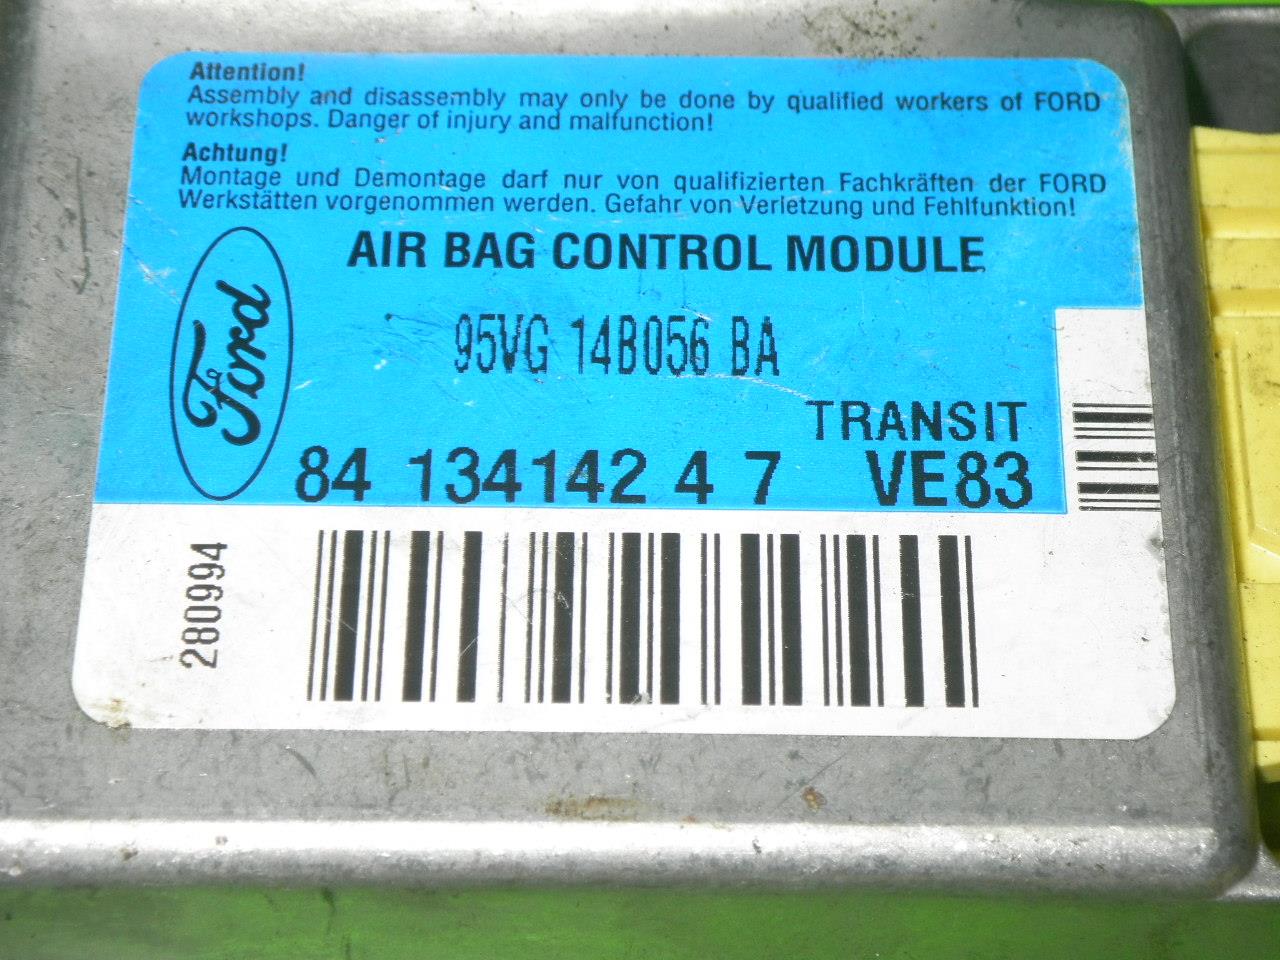 Attention!
Assembly and disassembly may only be done by qualified workers of FORD
workshops. Danger of injury and malfunction!
Achtung!
Montage und Demontage darf nur von qualifizierten Fachkräften der FORD
Werkstätten vorgenommen werden. Gefahr von Verletzung und Fehlfunktion!
AIR BAG CONTROL MODULE
Ford
95VG 14B056 BA
TRANSIT
84 134142 4 7 VE83
280994